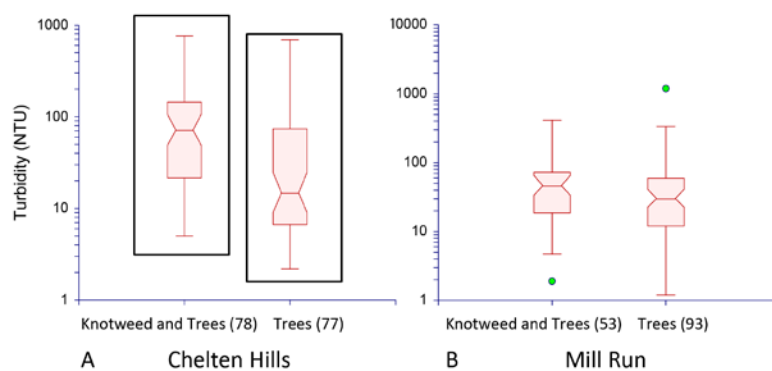 1000
100
10
1
Turbidity (NTU)
Knotweed and Trees (78) Trees (77)
A Chelten Hills
10000
1000
100
10
1
Knotweed and Trees (53) Trees (93)
B Mill Run